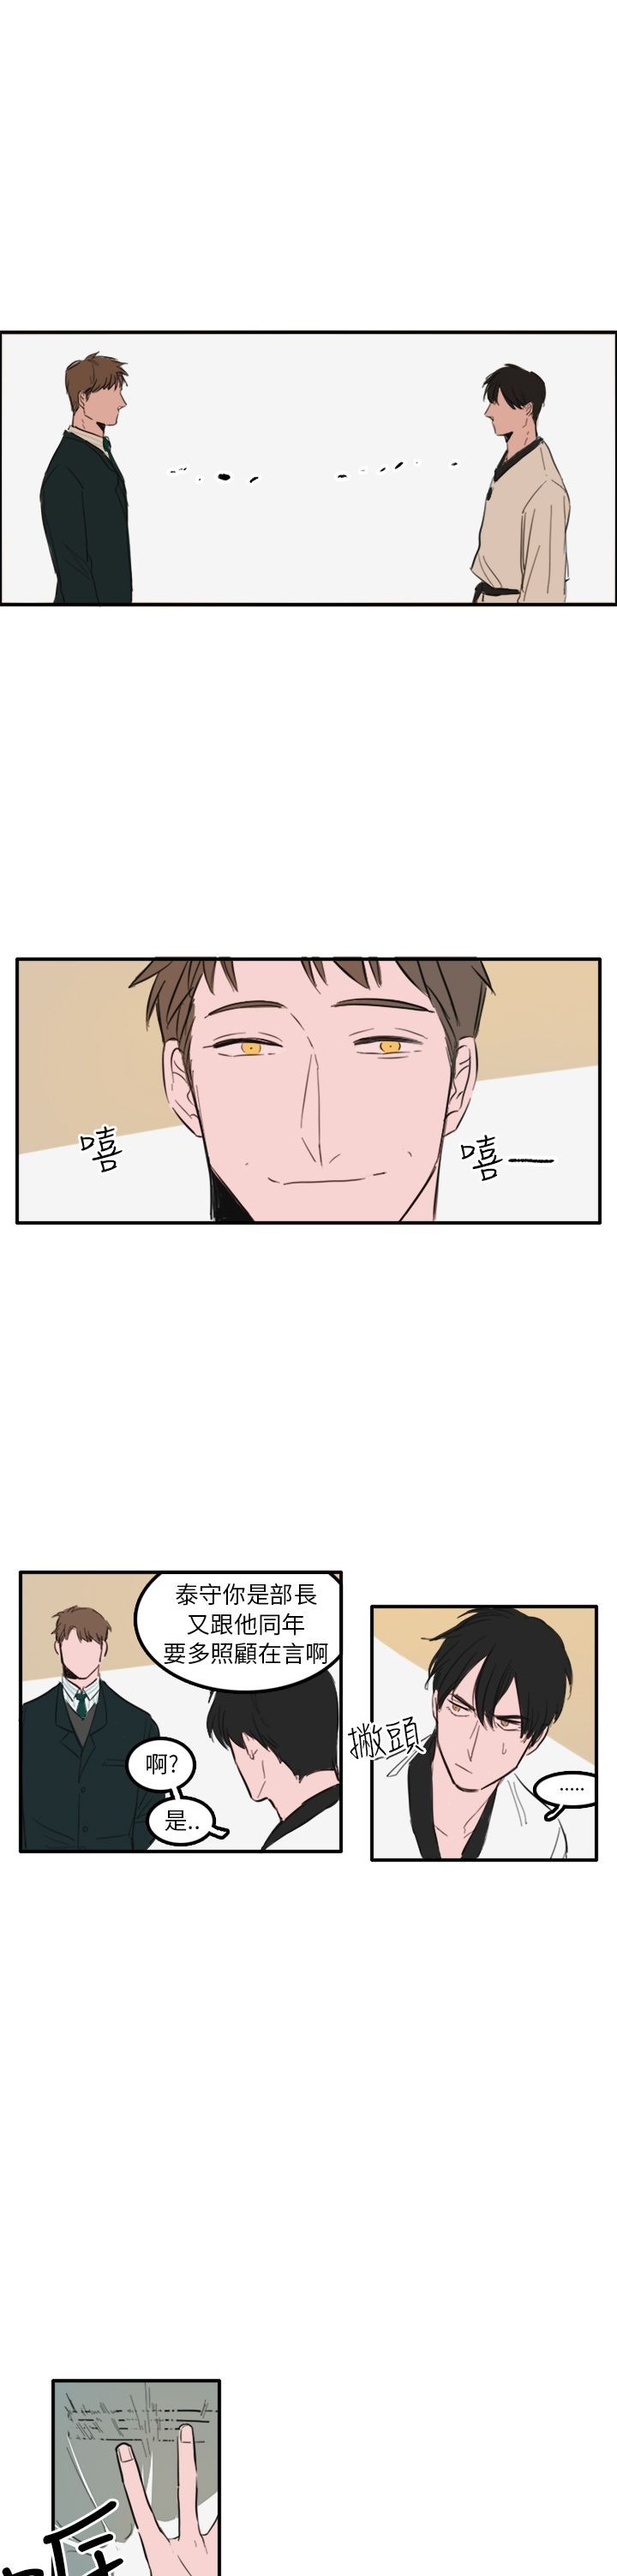 嘻
嘻一
泰守你是部長
又跟他同年
要多照顧在言啊
啊?
是..
撇頭
.....